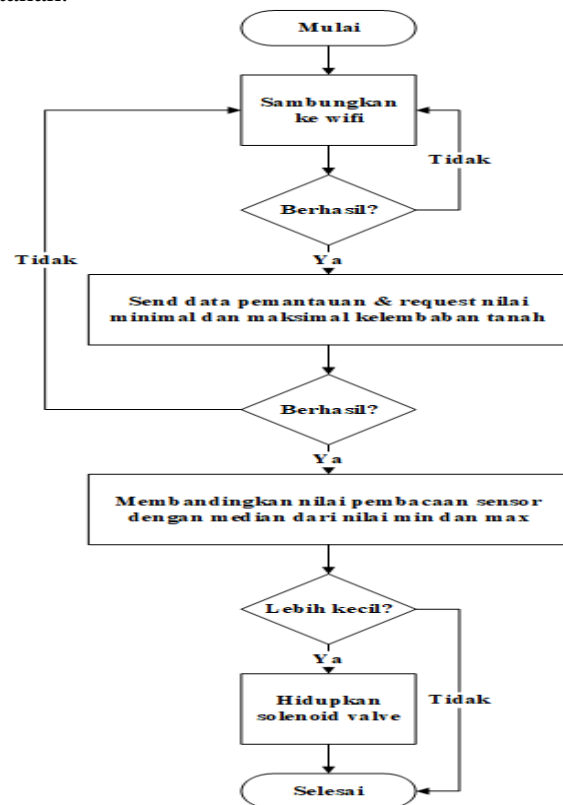 Mulai
Sambungkan
ke wifi
Tidak
Berhasil?
Tidak
Ya
Send data pemantauan & request nilai
minimal dan maksimal kelembaban tanah
Berhasil?
Ya
Membandingkan nilai pembacaan sensor
dengan median dari nilai min dan max
Lebih kecil?
Ya
Hidupkan
solenoid valve
Tidak
Selesai